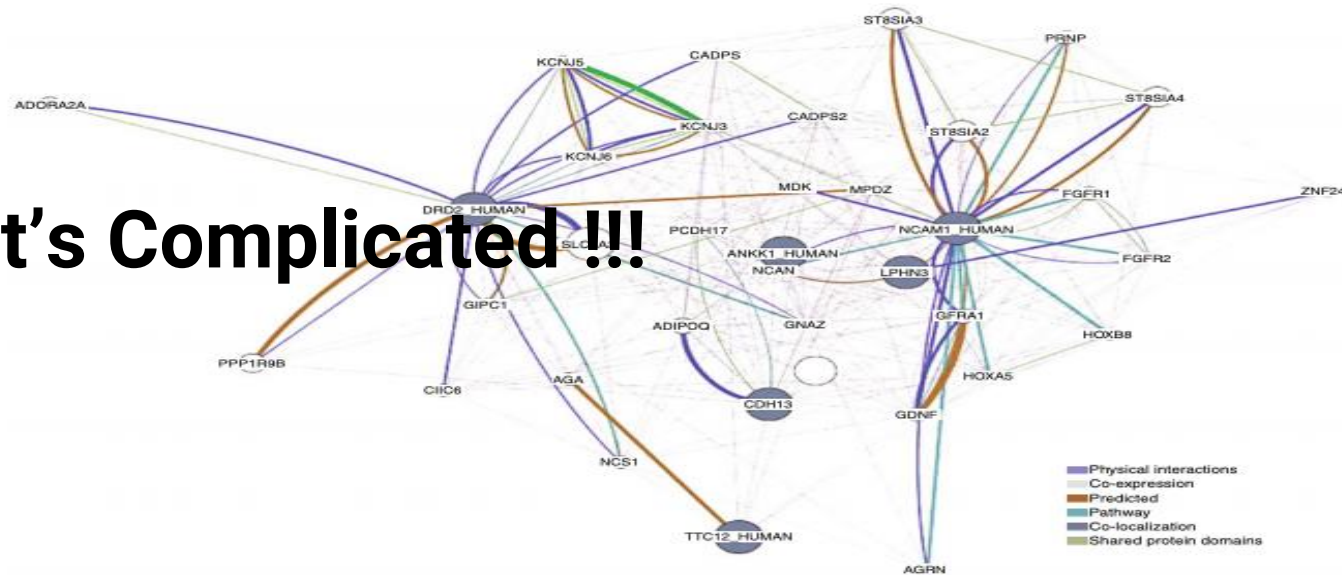 ST8SIA3
PRNP
KCNJ5
CADPS
ADORA2A
ST8SIA4
CADPS2
KCNJ3
ST8SIA2
KCNJ6
MDK
MPDZ
FGFR1
ZNF24
DRD2_HUMAN
t’s Complicated !!!
PCDH17
NCAM1_HUMAN
ANKK1_HUMAN
NCAN
LPHN3
FGFR2
GIPC1
ADIPOQ
GNAZ
GFRA1
HOXB8
PPP1R9B
AGA
HOXA5
CDH13
GDNF
NCS1
Physical interactions
Co-expression
Predicted
Pathway
Co-localization
Shared protein domains
TTC12_HUMAN
AGRN